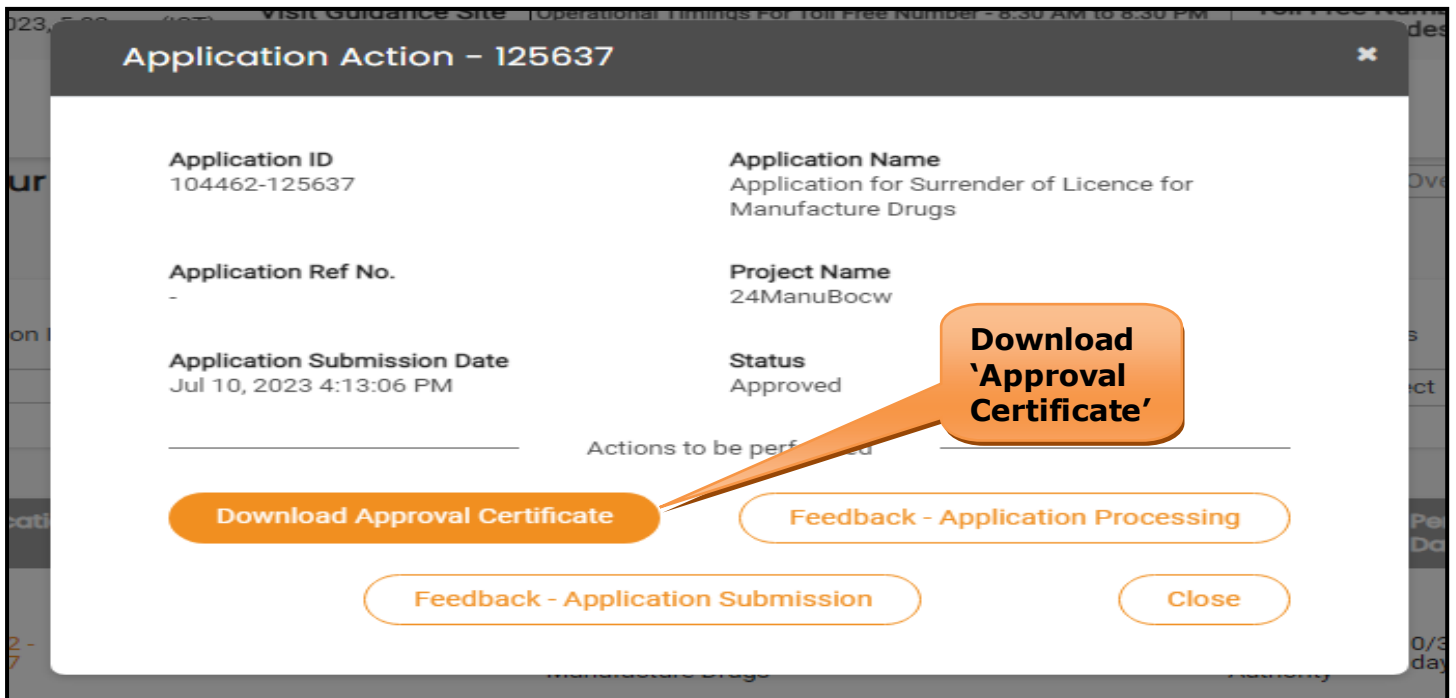 Visit Guidance Site
Operational Timings For Toll Free Number - 8:30 AM to 8:30 PM
Application Action - 125637
Application ID
104462-125637
Application Name
Application for Surrender of Licence for
Manufacture Drugs
Application Ref No.
-
Project Name
24ManuBocw
Application Submission Date
Jul 10, 2023 4:13:06 PM
Status
Approved
Download
‘Approval
Certificate’
Actions to be
Download Approval Certificate
Feedback - Application Processing
Feedback - Application Submission
Close
Manufacture Drugs